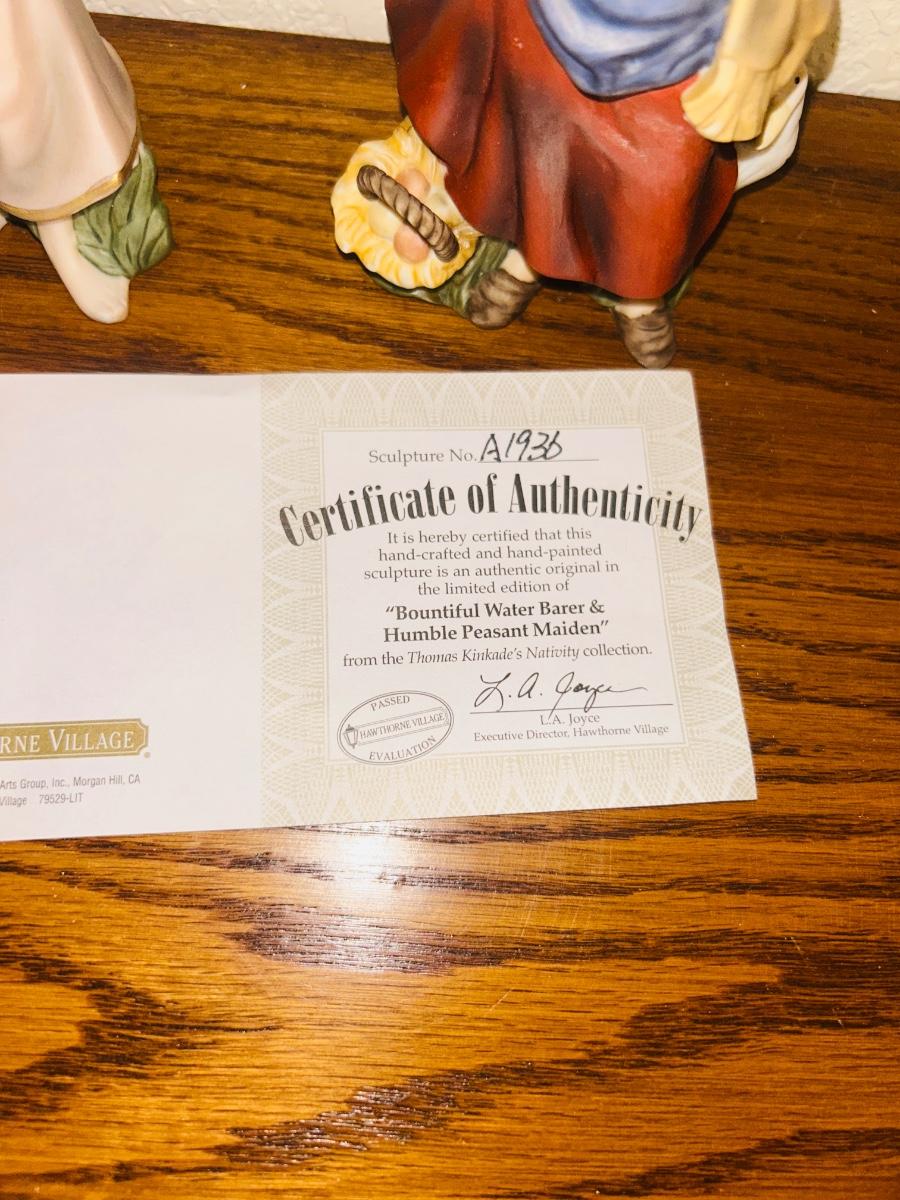 Sculpture No. A1936
Certificate of Authenticity
It is hereby certified that this
hand-crafted and hand-painted
sculpture is an authentic original in
the limited edition of
"Bountiful Water Barer &
Humble Peasant Maiden"
from the Thomas Kinkade's Nativity collection.
PASSED
HAWTHORNE VILLAGE
EVALUATION
L. A. Joyce
L.A. Joyce
Executive Director, Hawthorne Village
RNE VILLAGE
Arts Group, Inc., Morgan Hill, CA
Village 79529-LIT